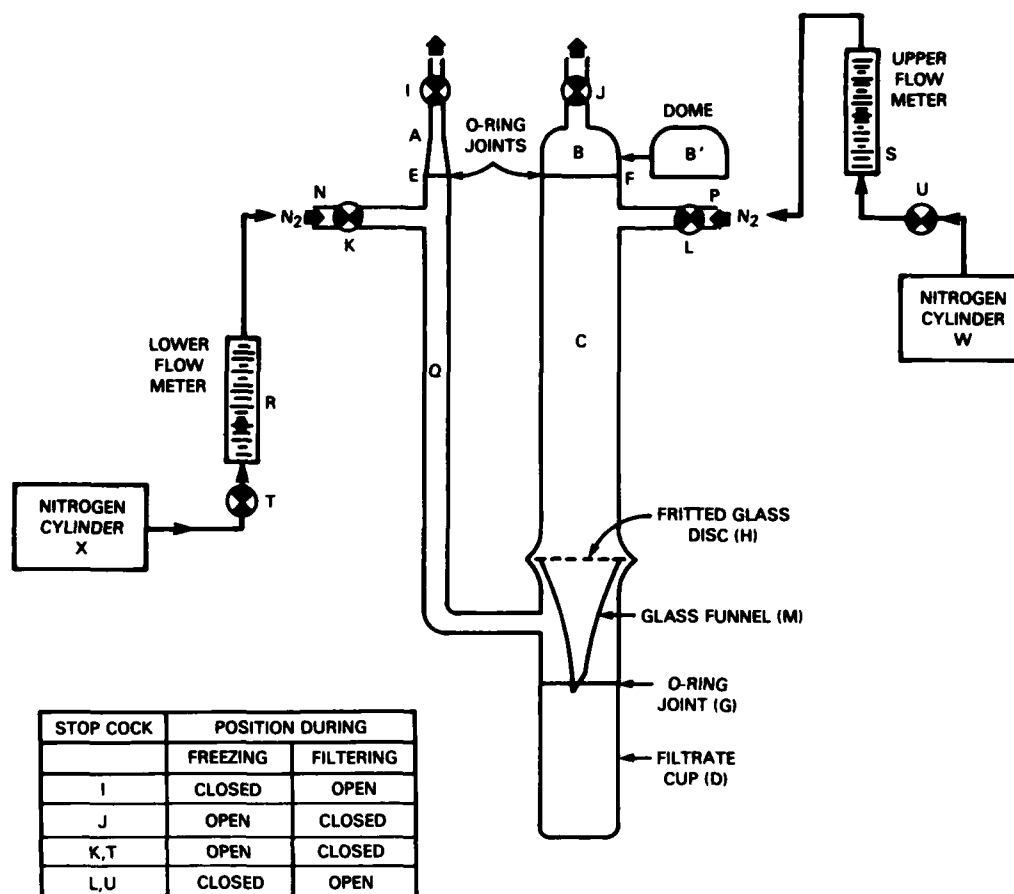 I
J
A
O-RING
JOINTS
DOME
B
B'
E
F
UPPER
FLOW
METER
S
U
N
N₂
K
P
N₂
L
NITROGEN
CYLINDER
W
C
LOWER
FLOW
METER
Q
R
T
NITROGEN
CYLINDER
X
FRITTED GLASS
DISC (H)
GLASS FUNNEL (M)
O-RING
JOINT (G)
FILTRATE
CUP (D)
STOP COCK POSITION DURING
FREEZING FILTERING
I CLOSED OPEN
J OPEN CLOSED
K,T OPEN CLOSED
L,U CLOSED OPEN